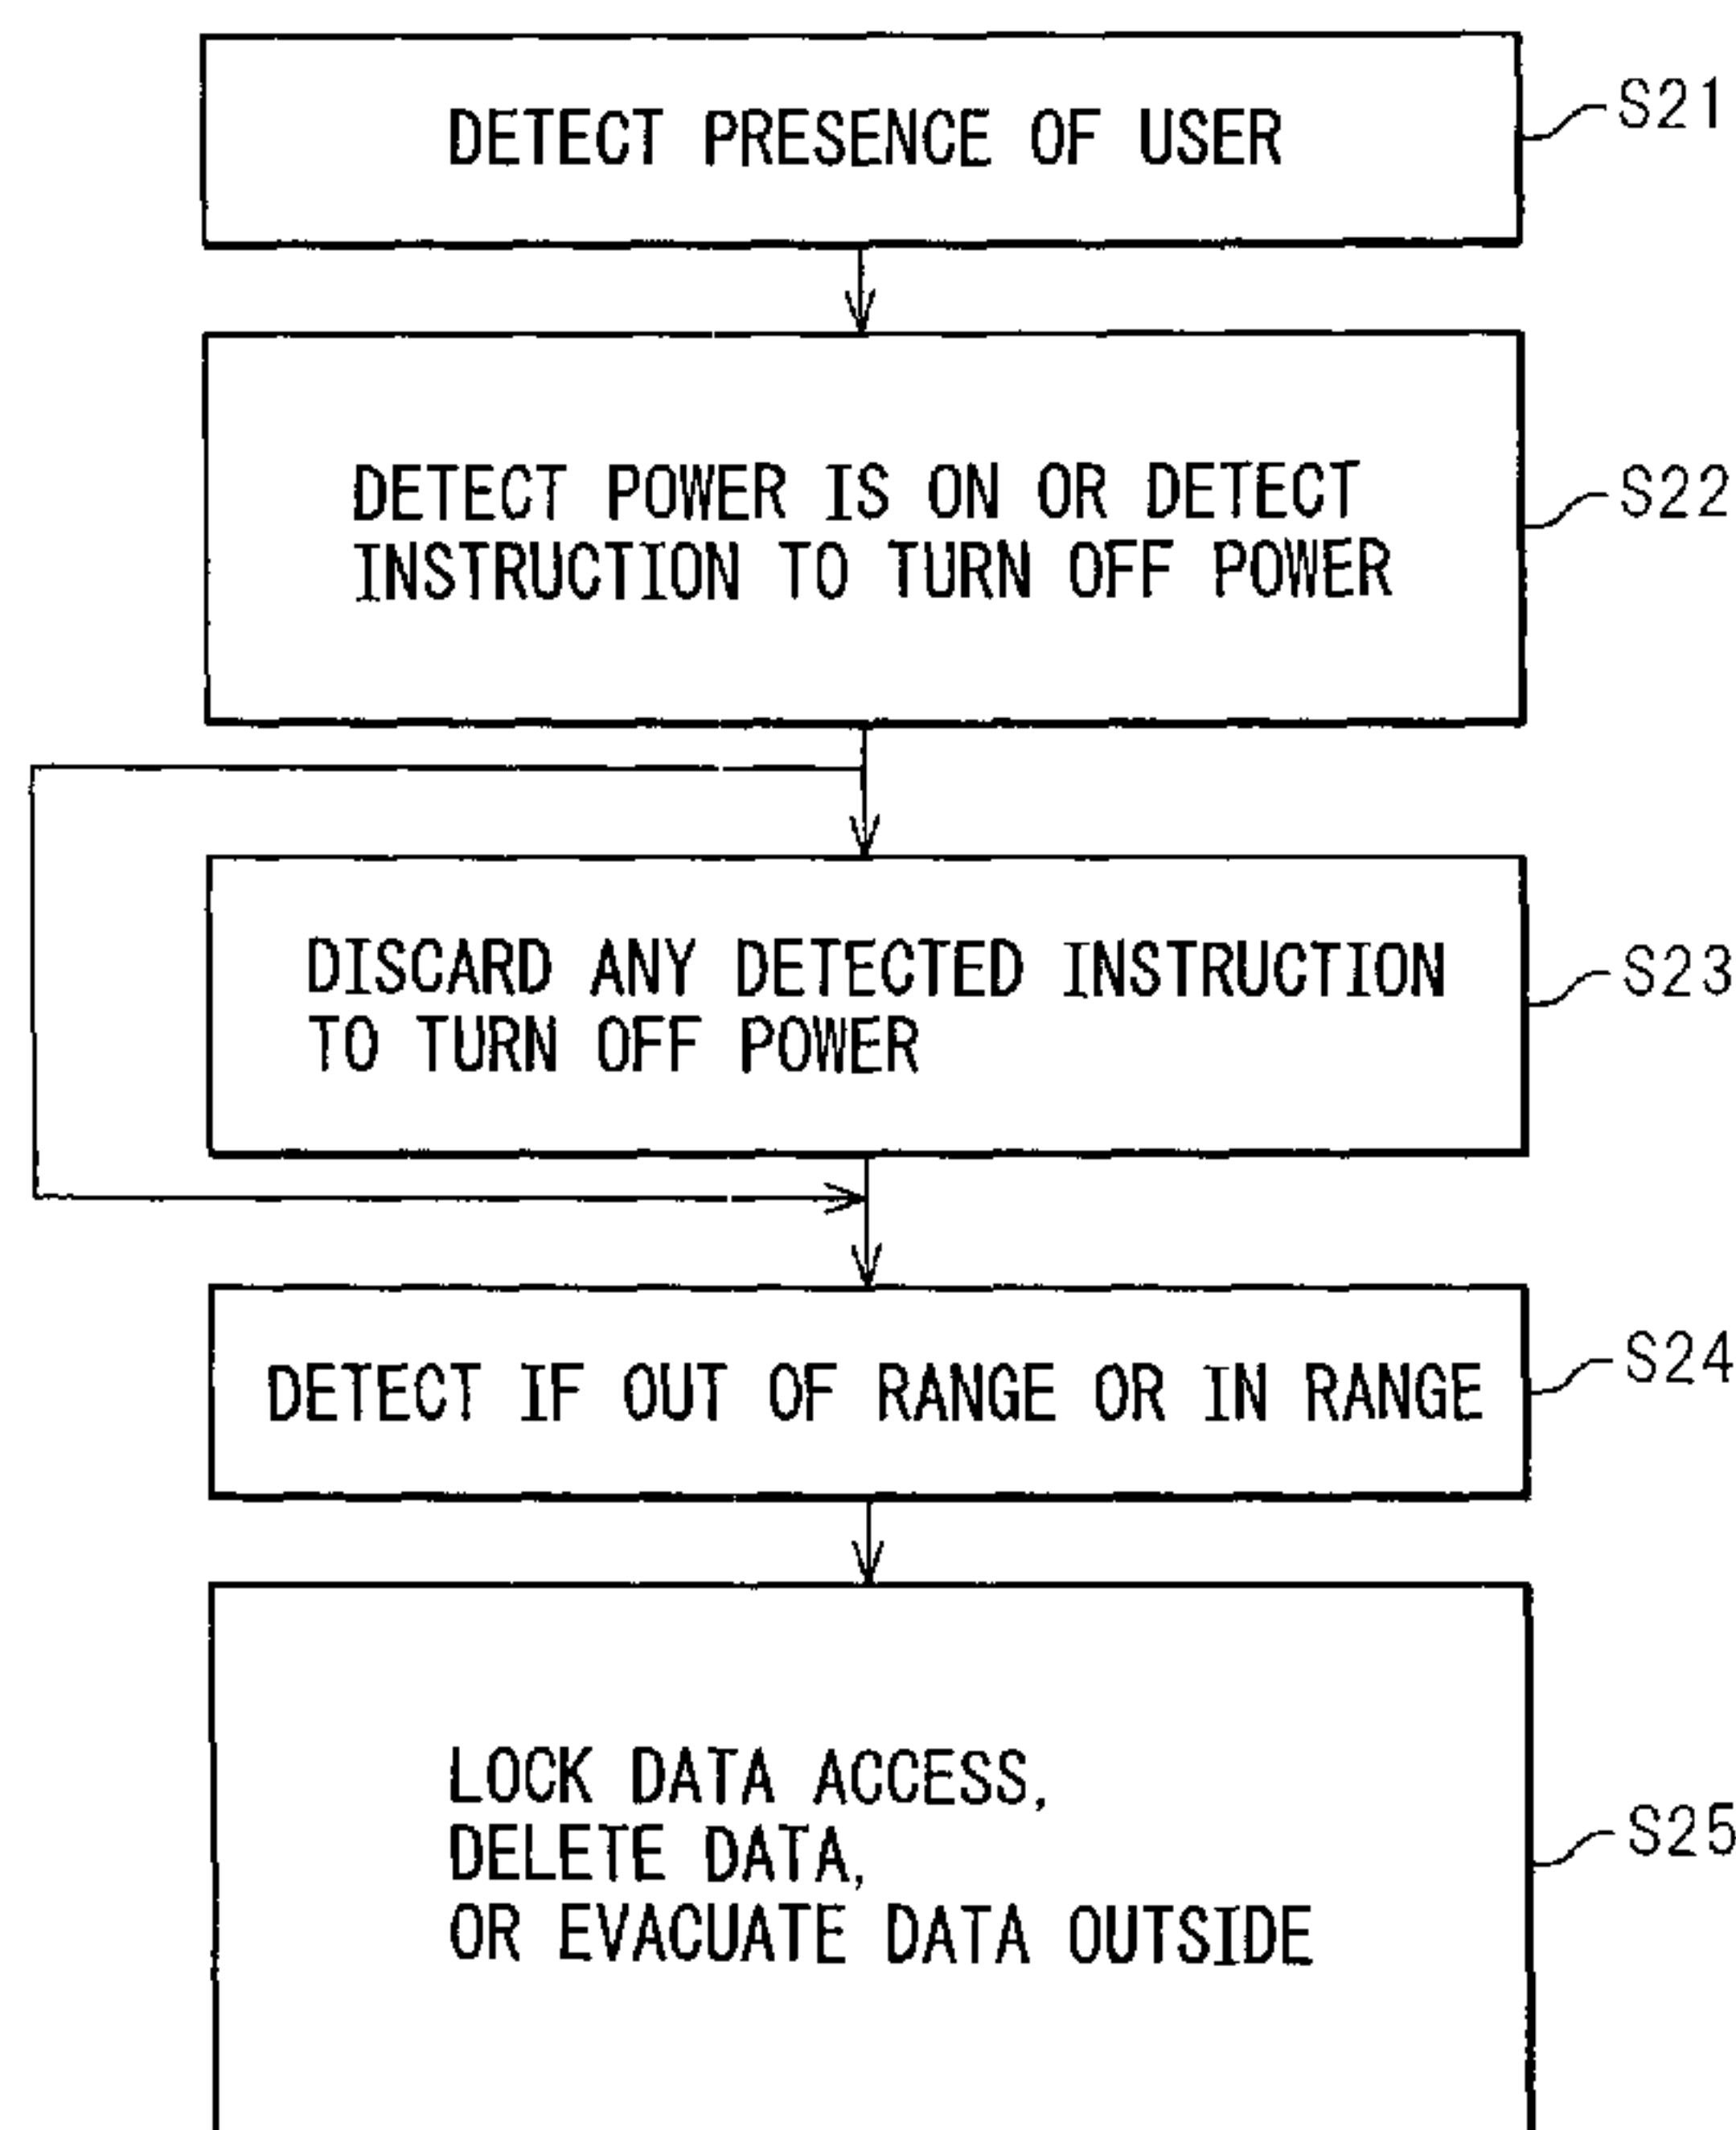 DETECT PRESENCE OF USER
S21
DETECT POWER IS ON OR DETECT
INSTRUCTION TO TURN OFF POWER
S22
DISCARD ANY DETECTED INSTRUCTION
TO TURN OFF POWER
S23
DETECT IF OUT OF RANGE OR IN RANGE
S24
LOCK DATA ACCESS,
DELETE DATA,
OR EVACUATE DATA OUTSIDE
S25